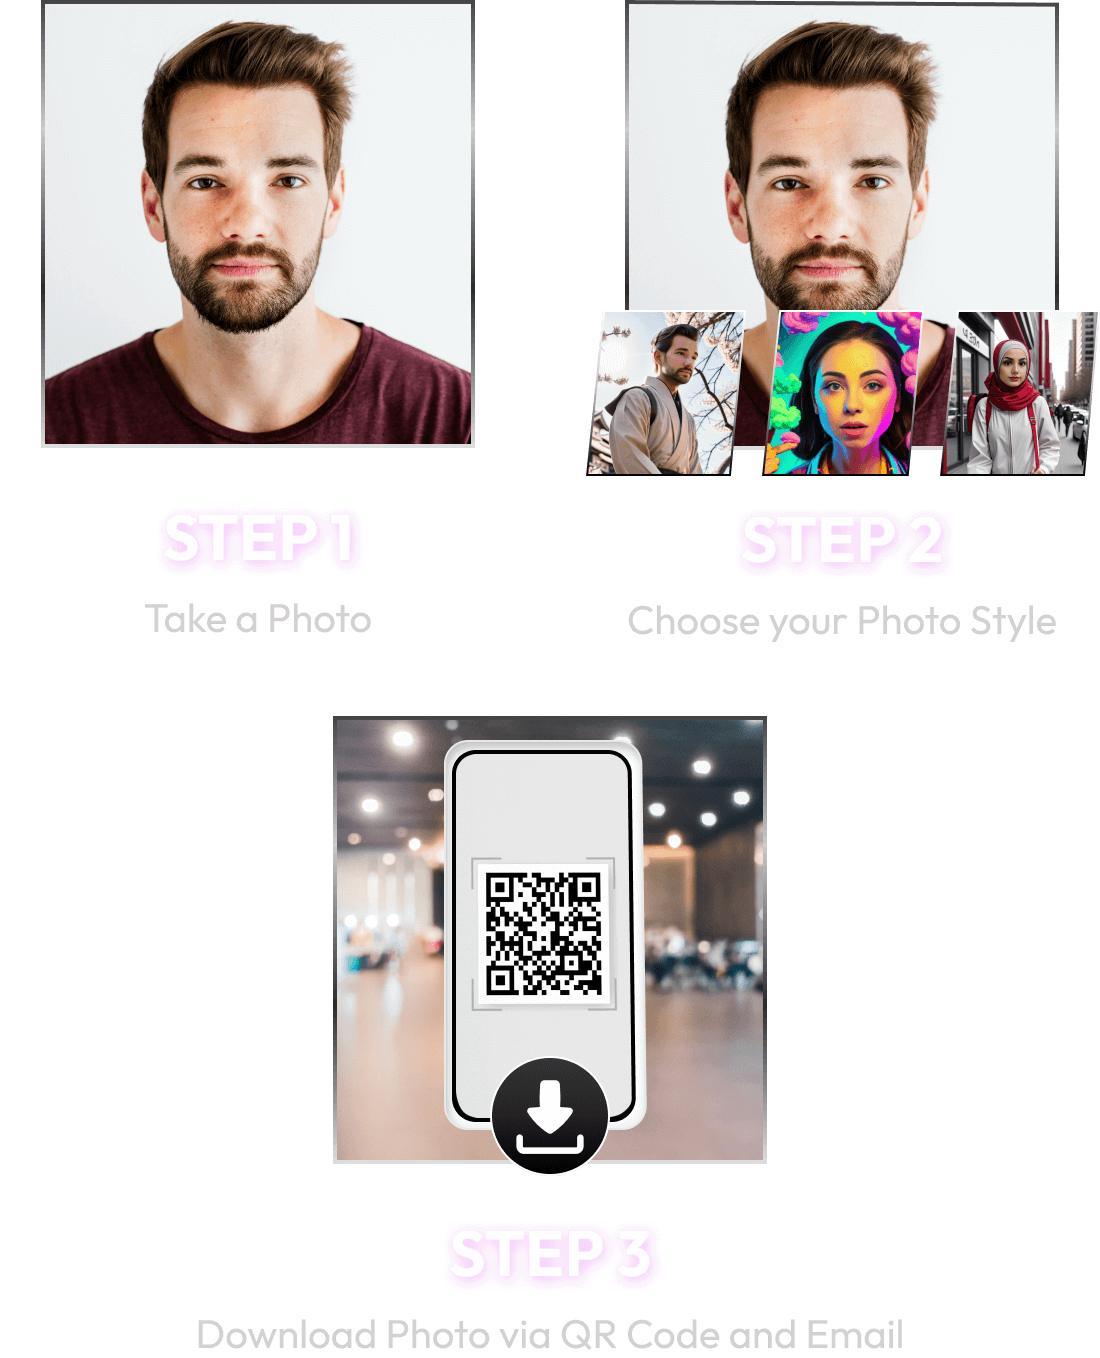 STEP 1
Take a Photo
STEP 2
Choose your Photo Style
STEP 3
Download Photo via QR Code and Email